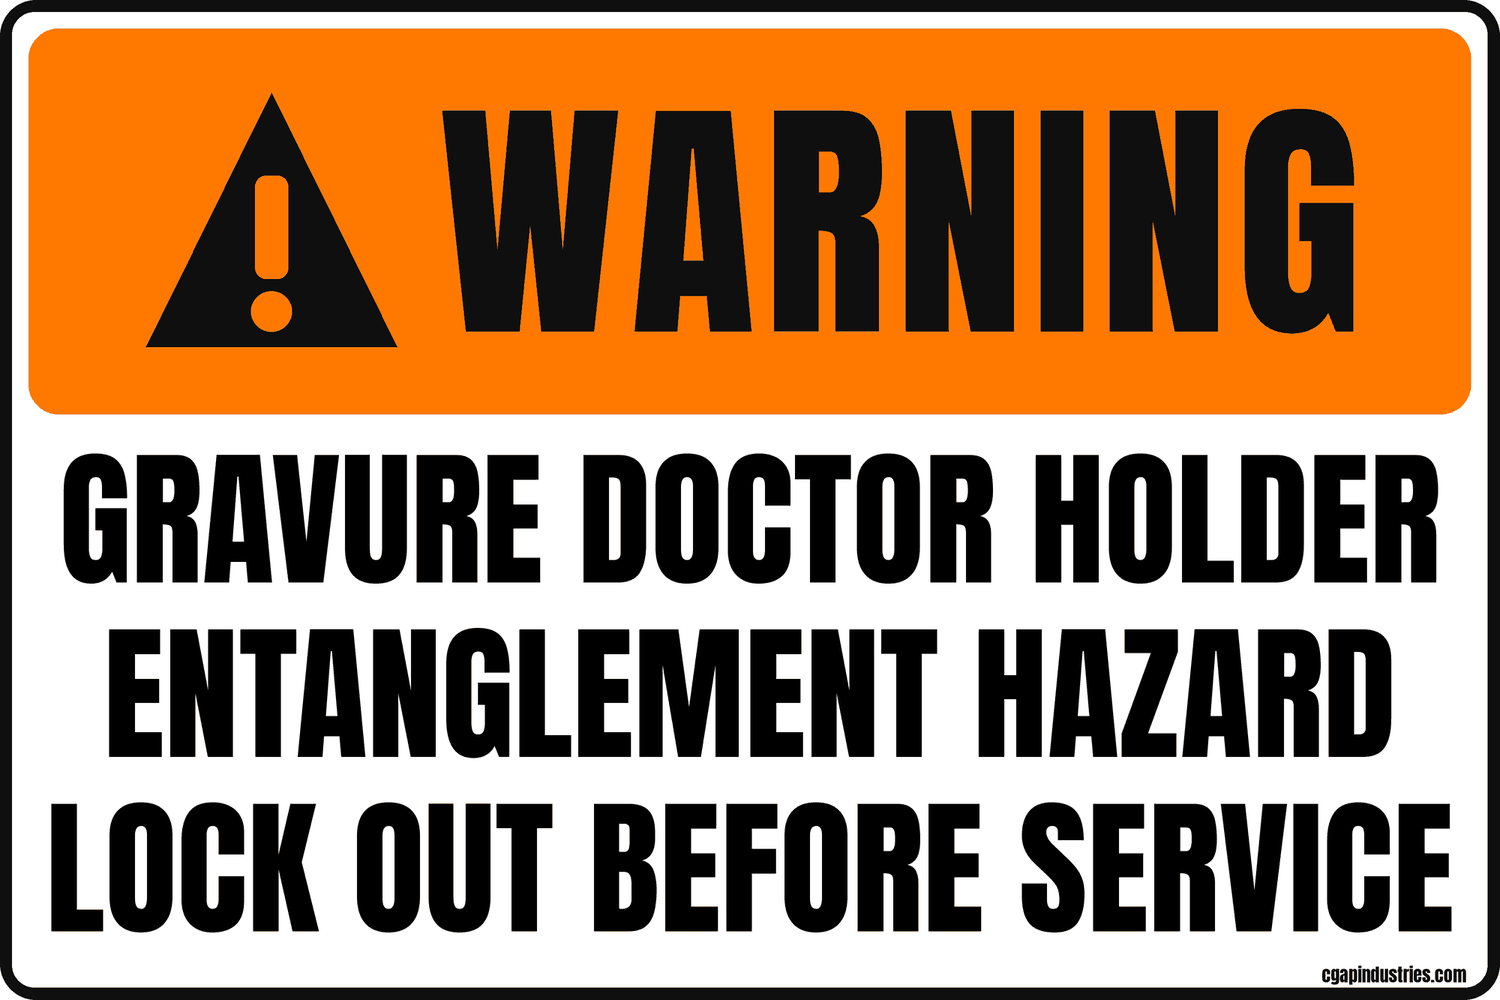 WARNING
GRAVURE DOCTOR HOLDER
ENTANGLEMENT HAZARD
LOCK OUT BEFORE SERVICE
cgapindustries.com